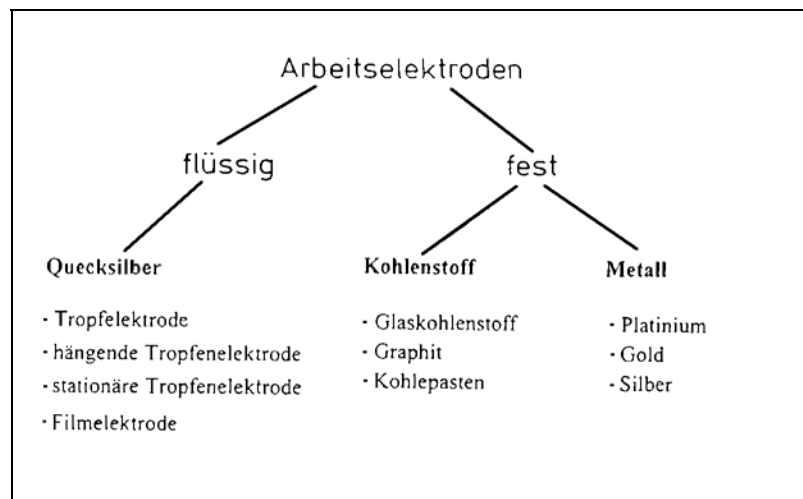 Arbeitselektroden
flüssig
fest
Quecksilber
- Tropfelektrode
- hängende Tropfenelektrode
- stationäre Tropfenelektrode
- Filmelektrode
Kohlenstoff
- Glaskohlenstoff
- Graphit
- Kohlepasten
Metall
- Platinium
- Gold
- Silber